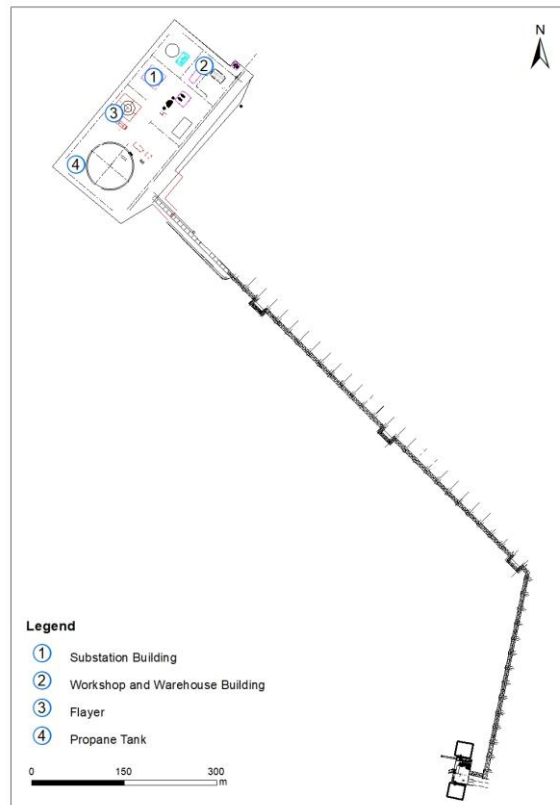 N
2
1
3
4
Legend
1 Substation Building
2 Workshop and Warehouse Building
3 Flayer
4 Propane Tank
0 150 300
m